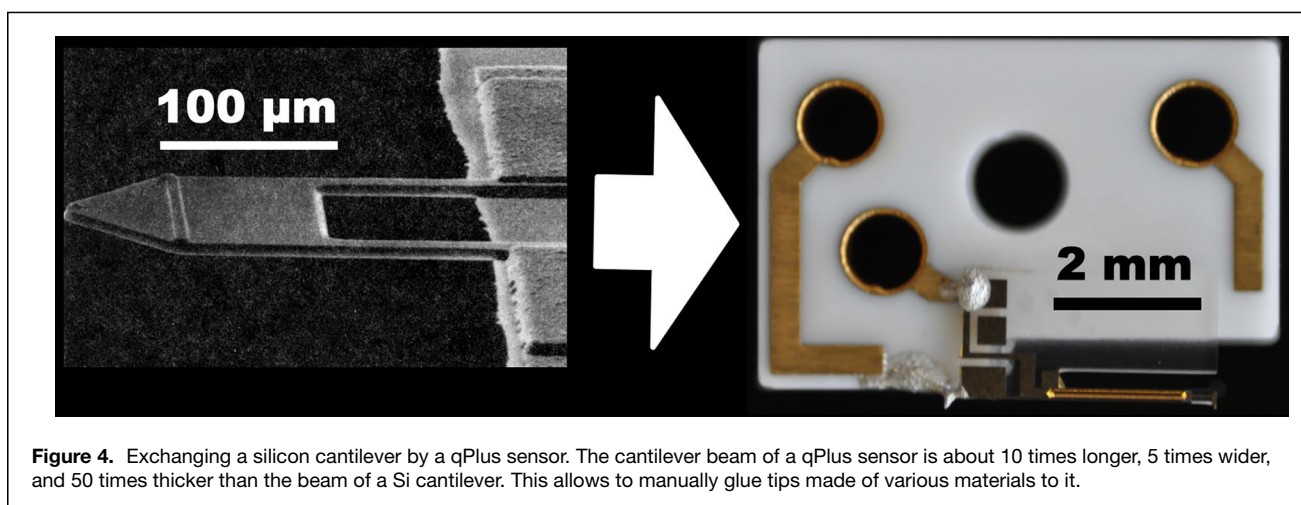 100 µm
2 mm
Figure 4. Exchanging a silicon cantilever by a qPlus sensor. The cantilever beam of a qPlus sensor is about 10 times longer, 5 times wider,
and 50 times thicker than the beam of a Si cantilever. This allows to manually glue tips made of various materials to it.